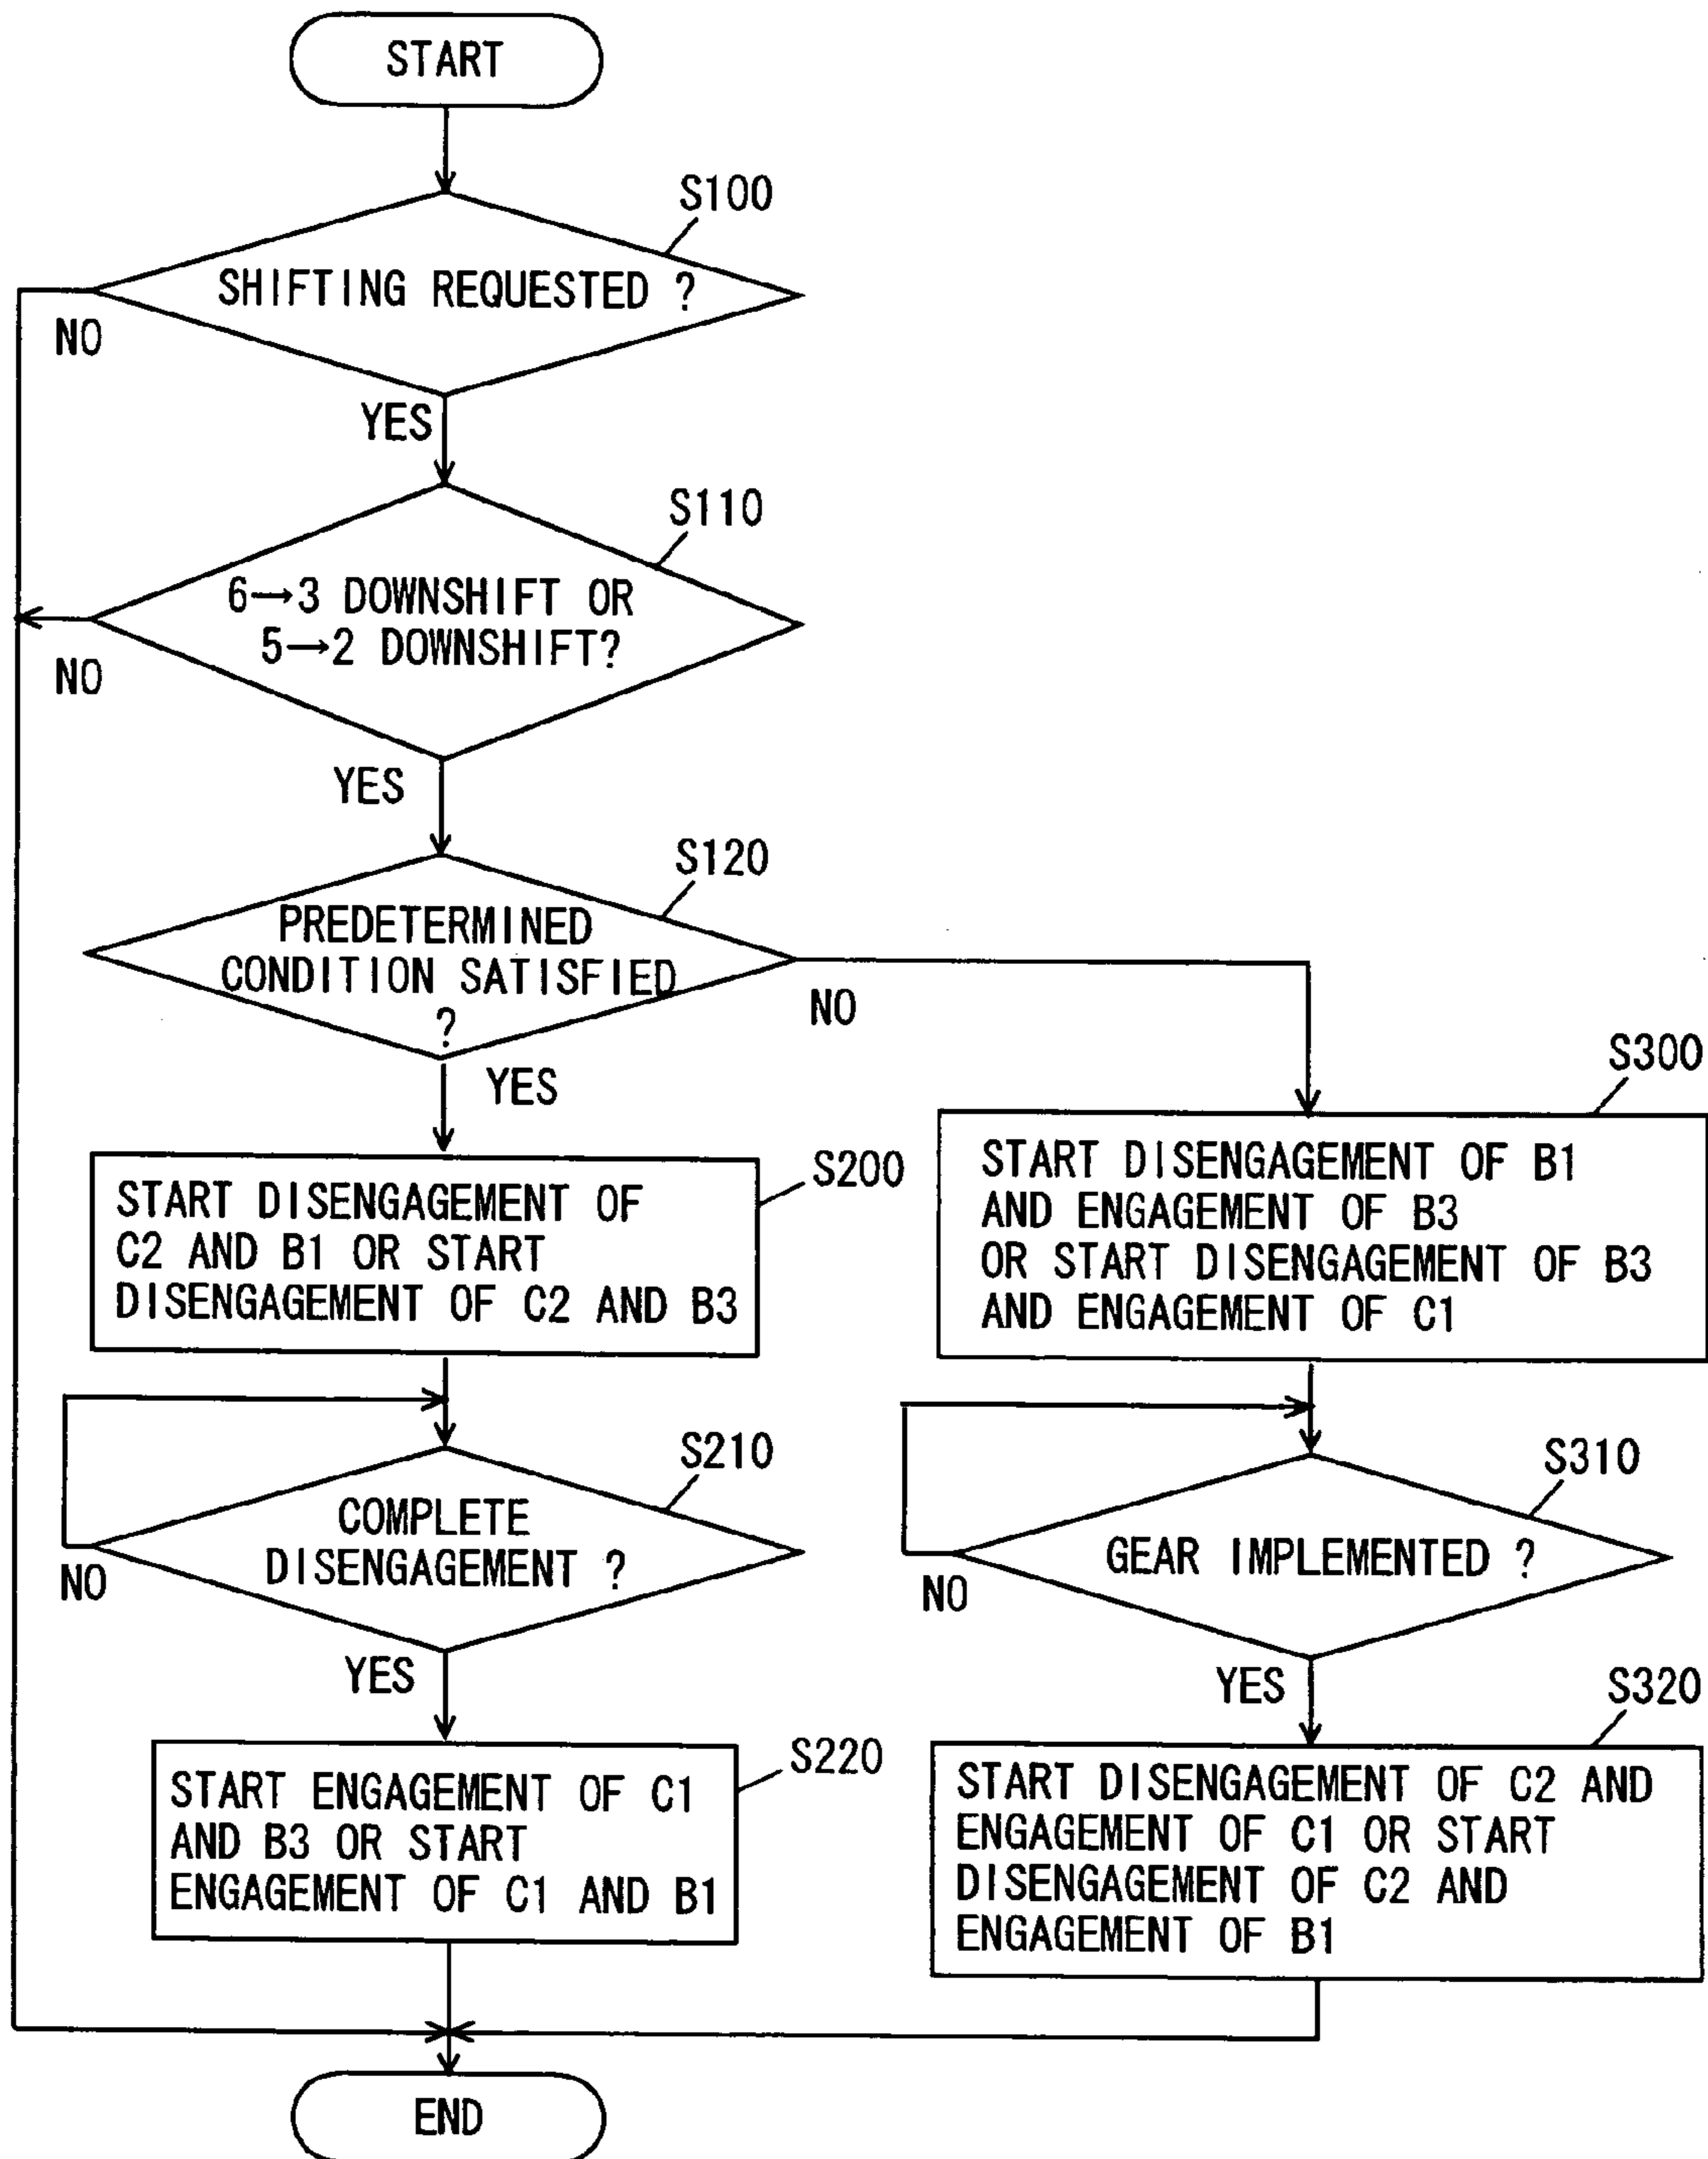 START
S100
SHIFTING REQUESTED ?
NO
YES
S110
6→3 DOWNSHIFT OR
5→2 DOWNSHIFT?
NO
YES
S120
PREDETERMINED
CONDITION SATISFIED
?
NO
YES
S300
START DISENGAGEMENT OF B1
AND ENGAGEMENT OF B3
OR START DISENGAGEMENT OF B3
AND ENGAGEMENT OF C1
S200
START DISENGAGEMENT OF
C2 AND B1 OR START
DISENGAGEMENT OF C2 AND B3
S210
COMPLETE
DISENGAGEMENT ?
NO
YES
S310
GEAR IMPLEMENTED ?
NO
YES
S220
START ENGAGEMENT OF C1
AND B3 OR START
ENGAGEMENT OF C1 AND B1
S320
START DISENGAGEMENT OF C2 AND
ENGAGEMENT OF C1 OR START
DISENGAGEMENT OF C2 AND
ENGAGEMENT OF B1
END